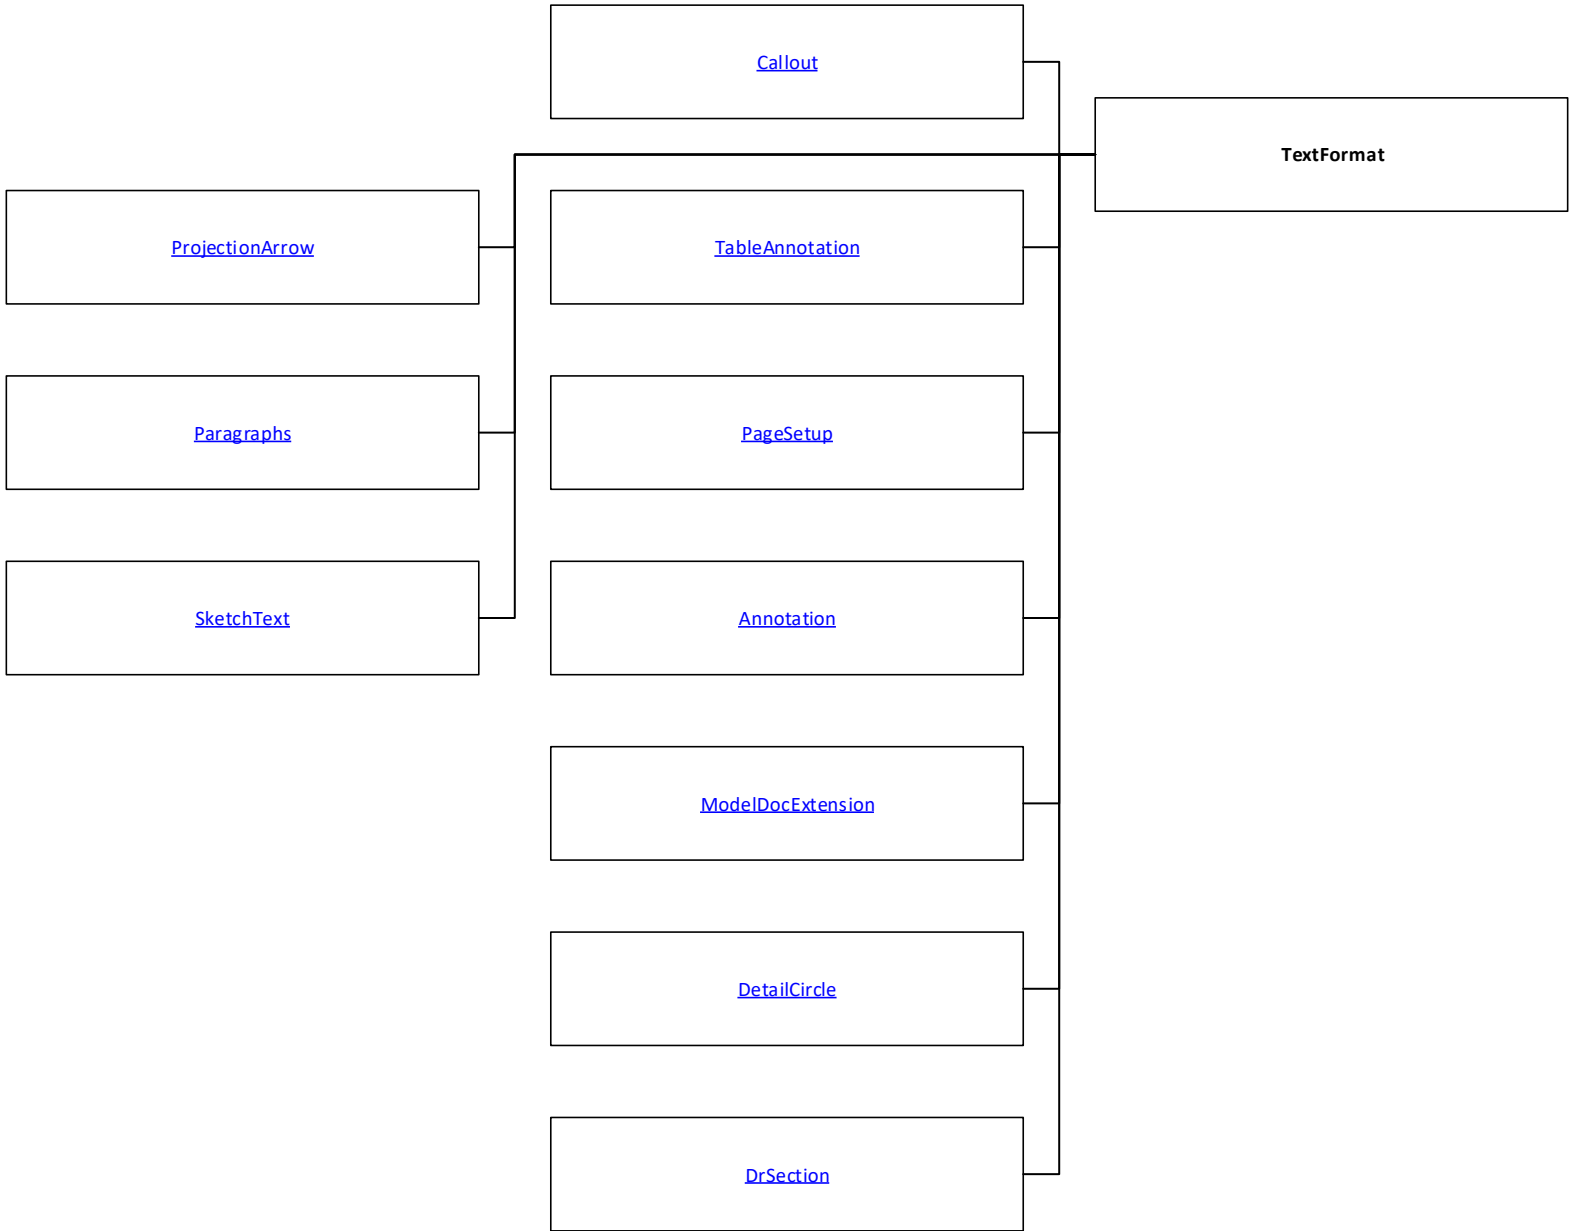 Callout
TextFormat
ProjectionArrow
TableAnnotation
Paragraphs
PageSetup
SketchText
Annotation
ModelDocExtension
DetailCircle
DrSection